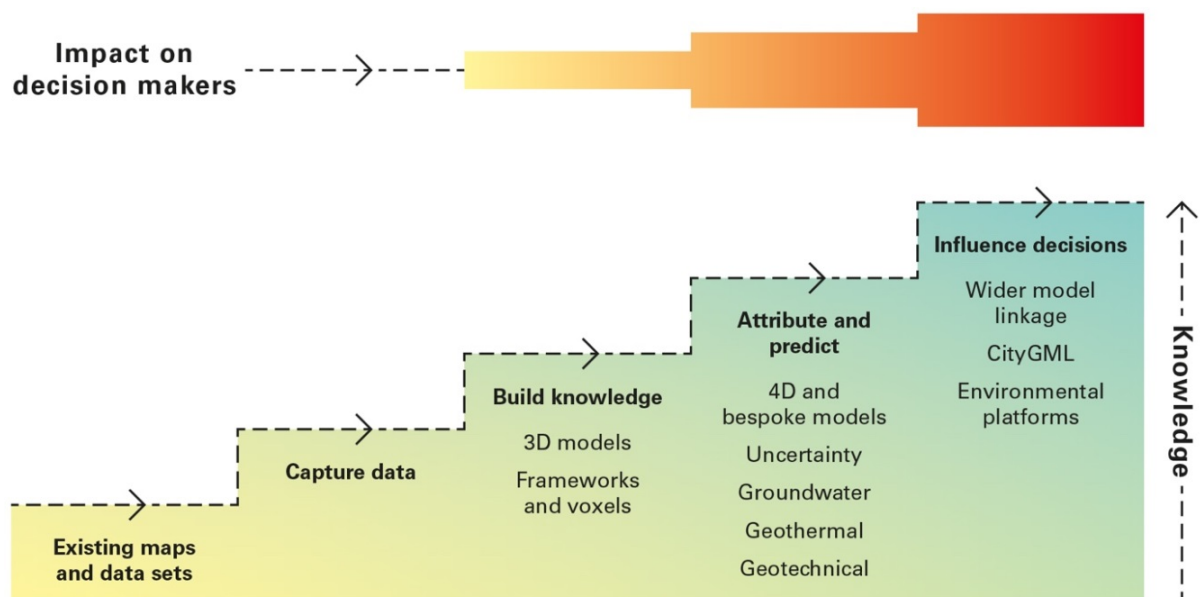 Impact on
decision makers
Existing maps
and data sets
Capture data
Build knowledge
3D models
Frameworks
and voxels
Attribute and
predict
4D and
bespoke models
Uncertainty
Groundwater
Geothermal
Geotechnical
Influence decisions
Wider model
linkage
CityGML
Environmental
platforms
Knowledge